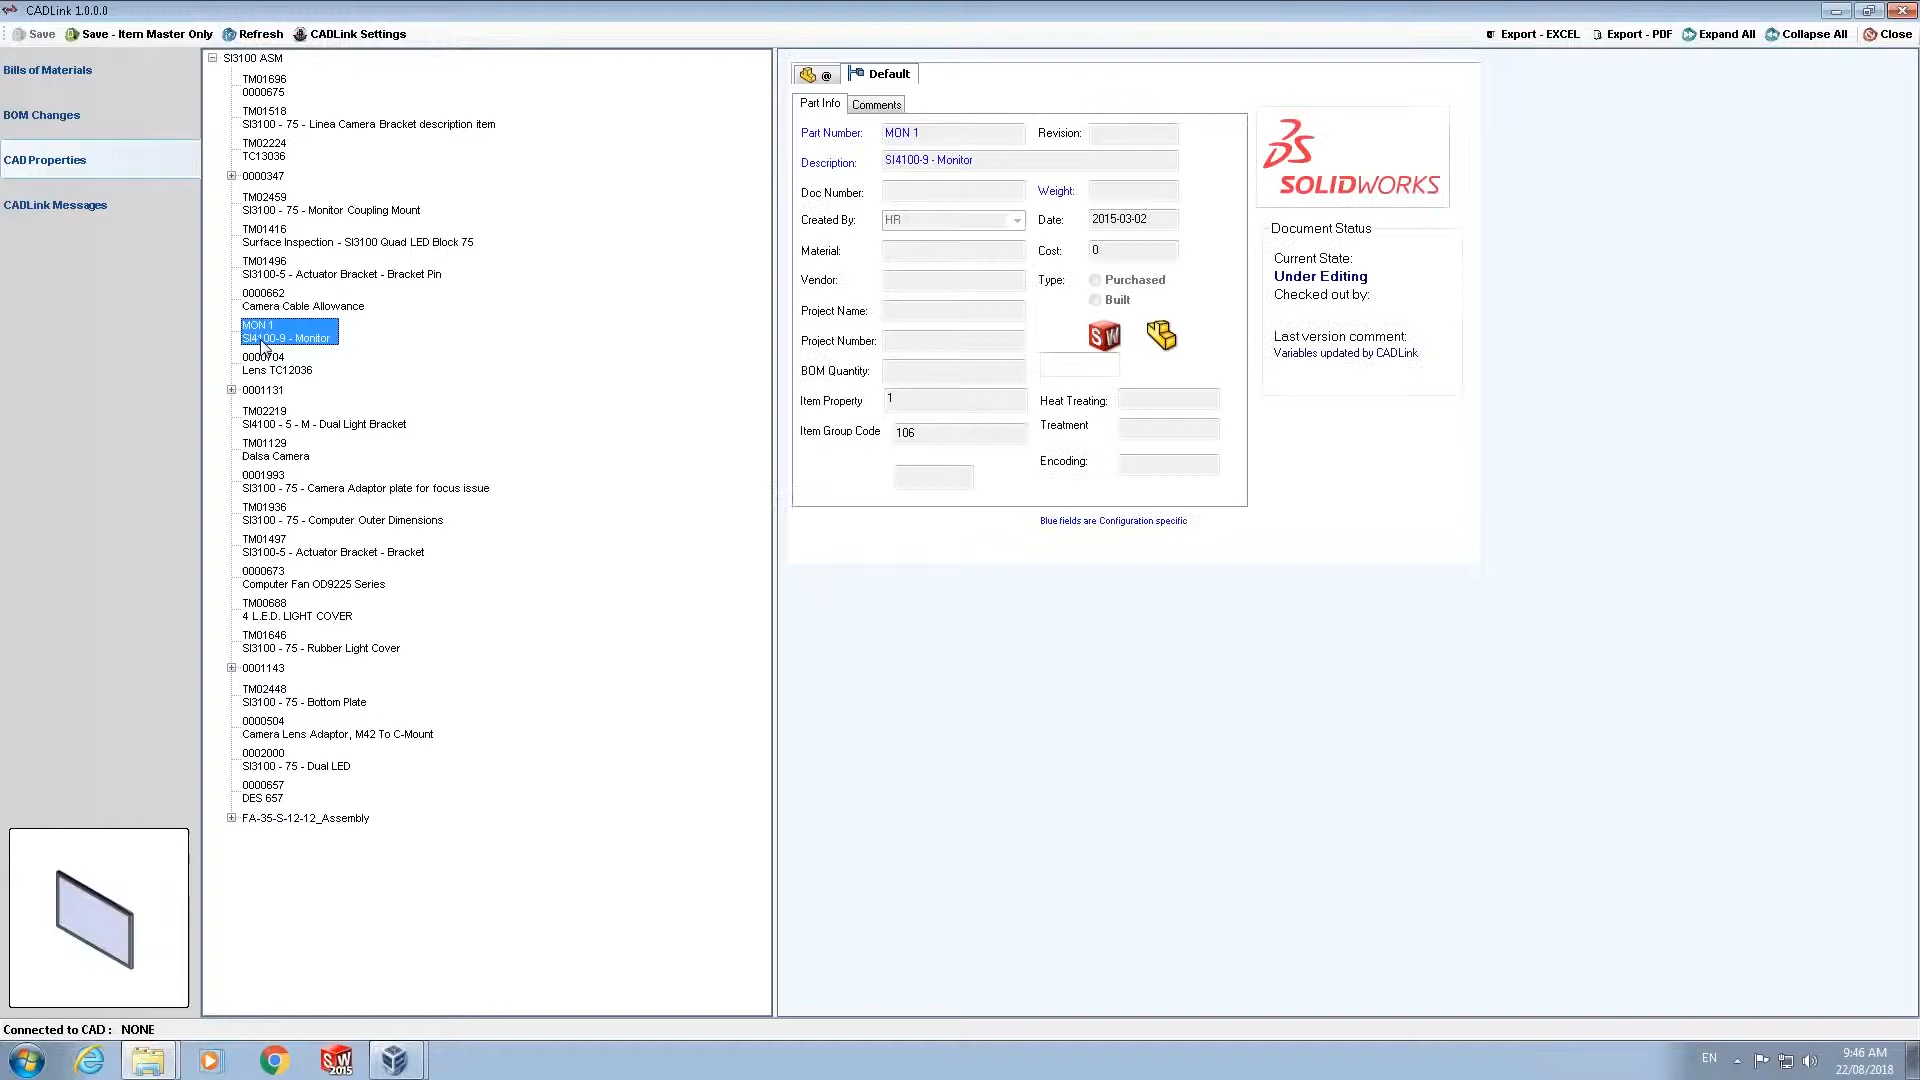 CADLink 1.0.0.0
Save Save - Item Master Only Refresh CADLink Settings Export - EXCEL Export - PDF Expand All Collapse All Close
Bills of Materials
BOM Changes
CAD Properties
CADLink Messages
SI3100 ASM
TM01696
0000675
TM01518
SI3100 - 75 - Linea Camera Bracket description item
TM02224
TC13036
0000347
TM02459
SI3100 - 75 - Monitor Coupling Mount
TM01416
Surface Inspection - SI3100 Quad LED Block 75
TM01496
SI3100-5 - Actuator Bracket - Bracket Pin
0000662
Camera Cable Allowance
MON 1
SI4100-9 - Monitor
0000704
Lens TC12036
0001131
TM02219
SI4100 - 5 - M - Dual Light Bracket
TM01129
Dalsa Camera
0001993
SI3100 - 75 - Camera Adaptor plate for focus issue
TM01936
SI3100 - 75 - Computer Outer Dimensions
TM01497
SI3100-5 - Actuator Bracket - Bracket
0000673
Computer Fan OD9225 Series
TM00688
4 L.E.D. LIGHT COVER
TM01646
SI3100 - 75 - Rubber Light Cover
0001143
TM02448
SI3100 - 75 - Bottom Plate
0000504
Camera Lens Adaptor, M42 To C-Mount
0002000
SI3100 - 75 - Dual LED
0000657
DES 657
FA-35-S-12-12_Assembly
@ Default
Part Info Comments
Part Number: MON 1 Revision:
Description: SI4100-9 - Monitor
Doc Number: Weight:
Created By: HR Date: 2015-03-02
Material: Cost: 0
Vendor: Type: Purchased
Built
Project Name:
Project Number:
SW
BOM Quantity:
Item Property 1 Heat Treating:
Treatment
Item Group Code 106
Encoding:
Blue fields are Configuration specific
SOLIDWORKS
Document Status
Current State:
Under Editing
Checked out by:
Last version comment:
Variables updated by CADLink
Connected to CAD : NONE
SW 2015
EN
9:46 AM
22/08/2018